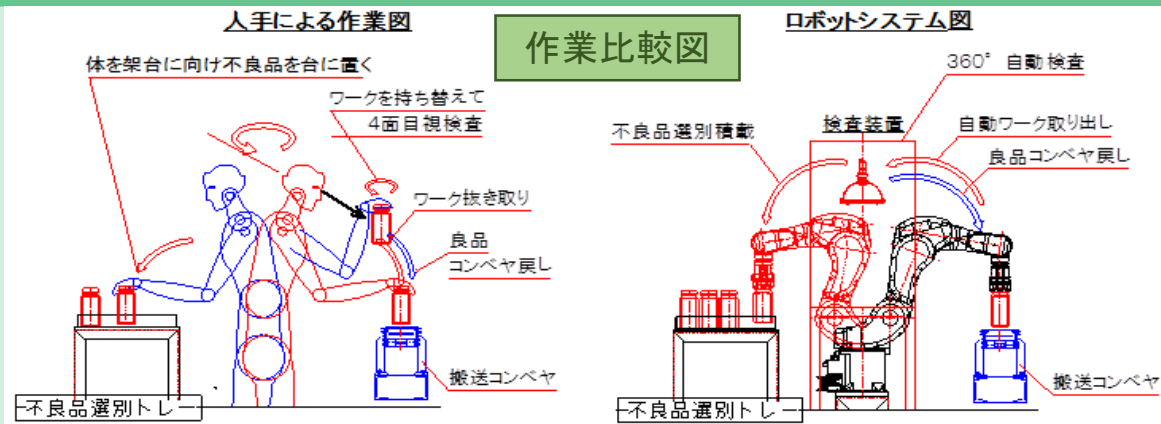 作業比較図
人手による作業図
体を架台に向け不良品を台に置く
ワークを持ち替えて
4面目視検査
ワーク抜き取り
良品
コンベヤ戻し
搬送コンベヤ
不良品選別トレー
ロボットシステム図
360° 自動検査
不良品選別積載
検査装置
自動ワーク取り出し
良品コンベヤ戻し
搬送コンベヤ
不良品選別トレー